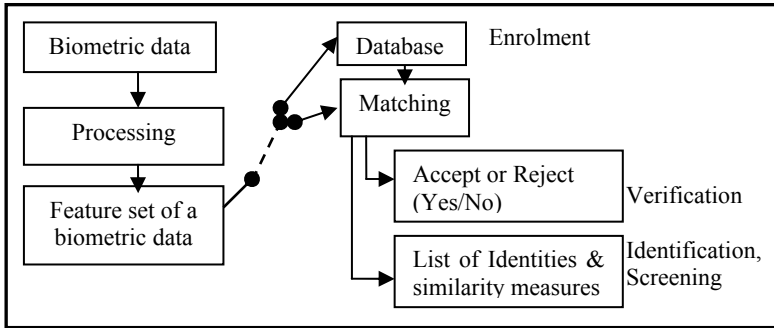 Biometric data
Processing
Feature set of a
biometric data
Database
Enrolment
Matching
Accept or Reject
(Yes/No)
Verification
List of Identities &
similarity measures
Identification,
Screening